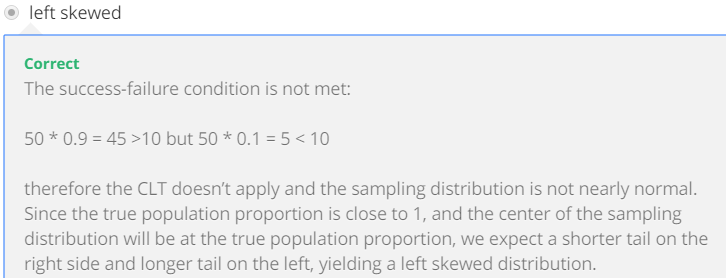 left skewed
Correct
The success-failure condition is not met:
50 * 0.9 = 45 >10 but 50 * 0.1 = 5 < 10
therefore the CLT doesn't apply and the sampling distribution is not nearly normal.
Since the true population proportion is close to 1, and the center of the sampling
distribution will be at the true population proportion, we expect a shorter tail on the
right side and longer tail on the left, yielding a left skewed distribution.